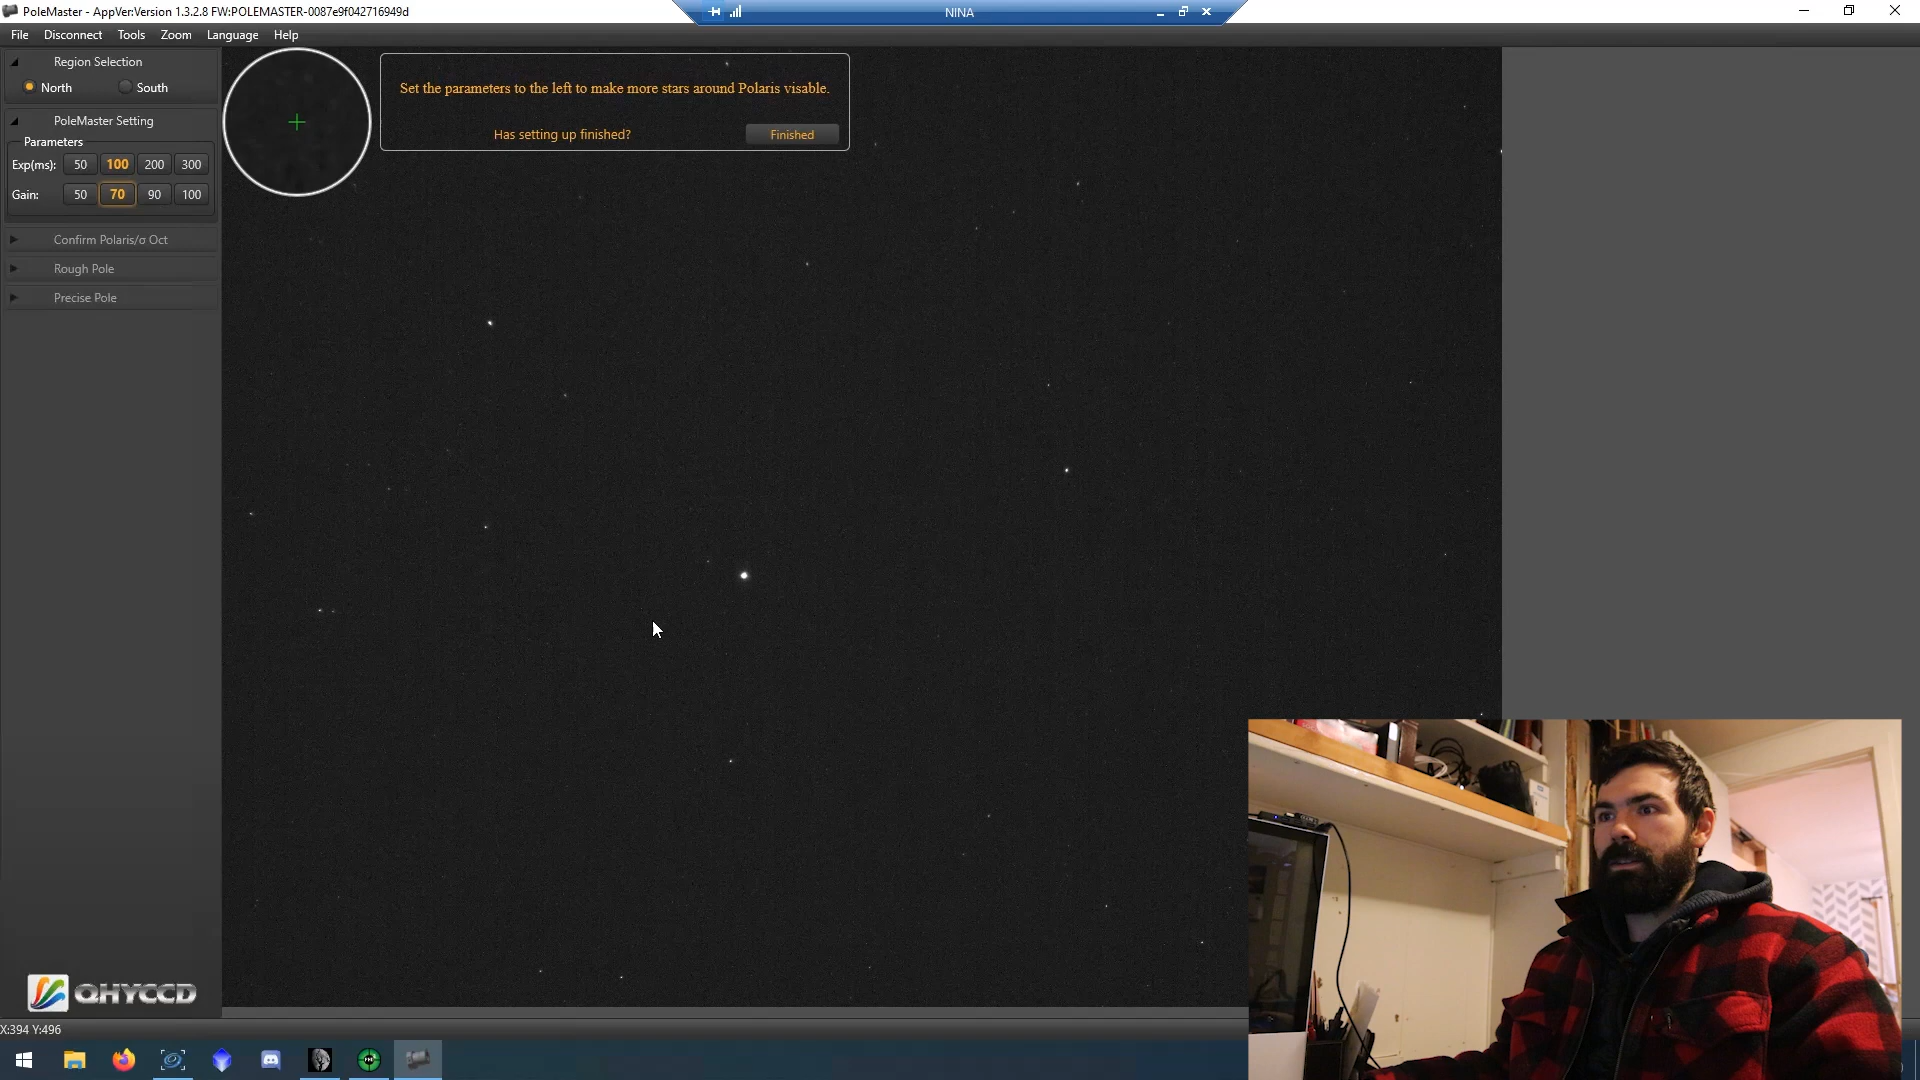 PoleMaster - AppVer:Version 1.3.2.8 FW:POLEMASTER-0087e9f042716949d
NINA
File Disconnect Tools Zoom Language Help
Region Selection
North South
PoleMaster Setting
Parameters
Exp(ms): 50 100 200 300
Gain: 50 70 90 100
Confirm Polaris/σ Oct
Rough Pole
Precise Pole
Set the parameters to the left to make more stars around Polaris visable.
Has setting up finished? Finished
QHYCCD
X:394 Y:496